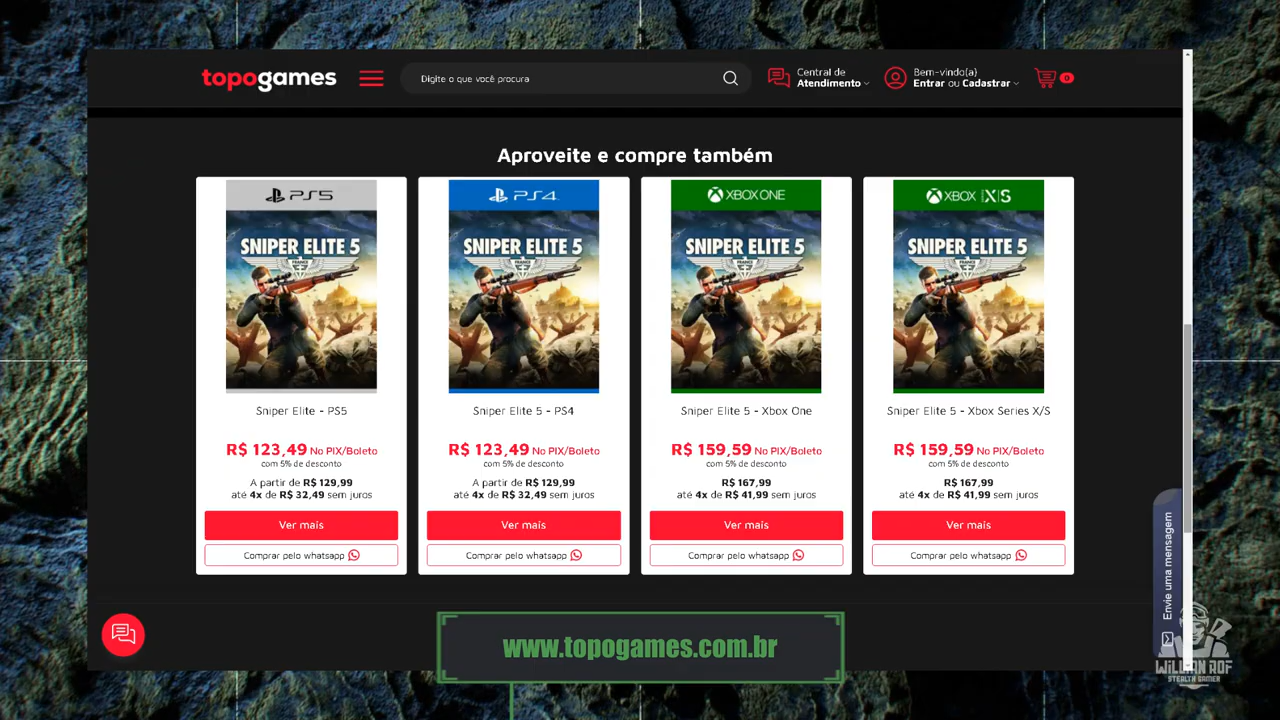 topogames
Digite o que você procura
Central de
Atendimento
Bem-vindo(a)
Entrar ou Cadastrar
0
Aproveite e compre também
PS5
SNIPER ELITE 5
FRANCE
Sniper Elite - PS5
R$ 123,49 No PIX/Boleto
com 5% de desconto
A partir de R$ 129,99
até 4x de R$ 32,49 sem juros
Ver mais
Comprar pelo whatsapp
PS4
SNIPER ELITE 5
FRANCE
Sniper Elite 5 - PS4
R$ 123,49 No PIX/Boleto
com 5% de desconto
A partir de R$ 129,99
até 4x de R$ 32,49 sem juros
Ver mais
Comprar pelo whatsapp
XBOX ONE
SNIPER ELITE 5
FRANCE
Sniper Elite 5 - Xbox One
R$ 159,59 No PIX/Boleto
com 5% de desconto
R$ 167,99
até 4x de R$ 41,99 sem juros
Ver mais
Comprar pelo whatsapp
XBOX X|S
SNIPER ELITE 5
FRANCE
Sniper Elite 5 - Xbox Series X/S
R$ 159,59 No PIX/Boleto
com 5% de desconto
R$ 167,99
até 4x de R$ 41,99 sem juros
Ver mais
Comprar pelo whatsapp
Envie uma mensagem
www.topogames.com.br
WILLIAN ROF
STEALTH GAMER